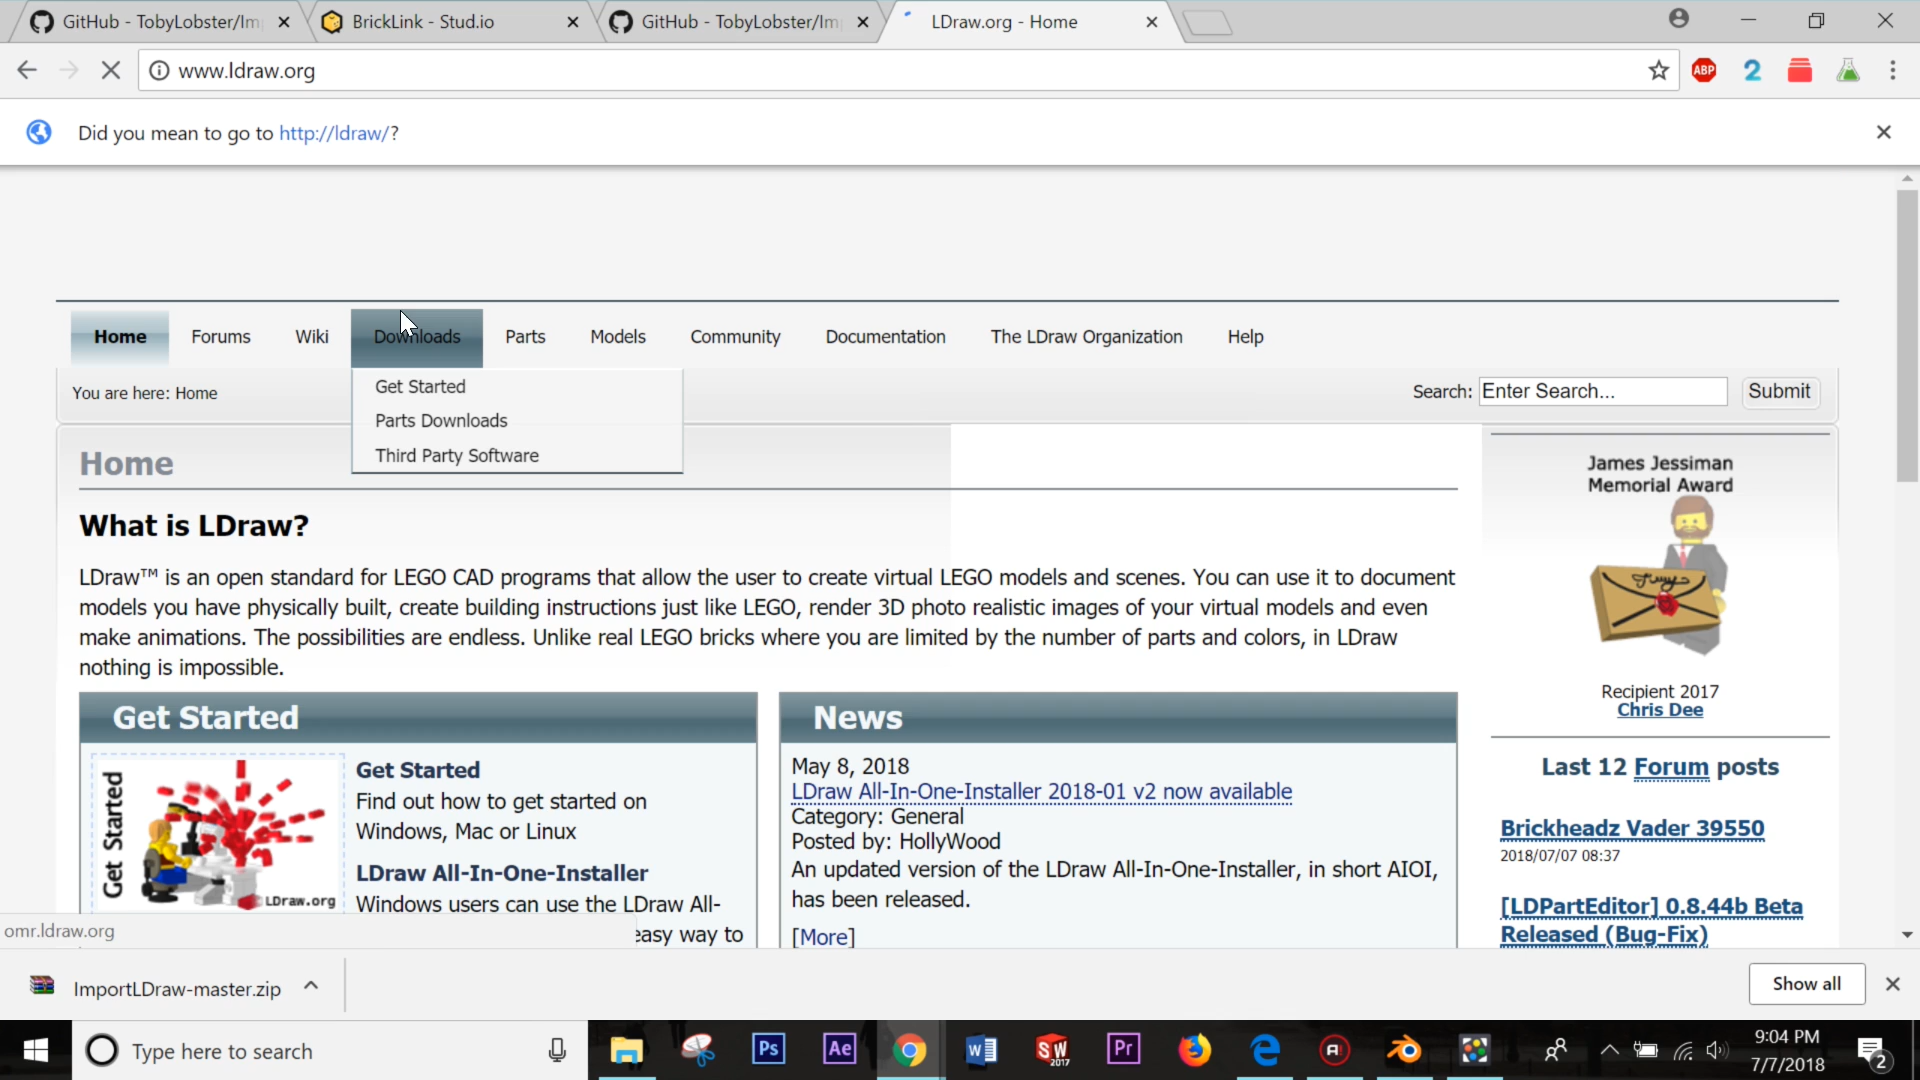 GitHub - TobyLobster/Im
BrickLink - Stud.io
GitHub - TobyLobster/Im
LDraw.org - Home
www.ldraw.org
ABP
2
Did you mean to go to http://ldraw/?
Home
Forums
Wiki
Downloads
Parts
Models
Community
Documentation
The LDraw Organization
Help
Get Started
Parts Downloads
Third Party Software
You are here: Home
Search: Enter Search... Submit
Home
What is LDraw?
LDraw™ is an open standard for LEGO CAD programs that allow the user to create virtual LEGO models and scenes. You can use it to document
models you have physically built, create building instructions just like LEGO, render 3D photo realistic images of your virtual models and even
make animations. The possibilities are endless. Unlike real LEGO bricks where you are limited by the number of parts and colors, in LDraw
nothing is impossible.
Get Started
Get Started
LDraw.org
Get Started
Find out how to get started on
Windows, Mac or Linux
LDraw All-In-One-Installer
Windows users can use the LDraw All-
easy way to
News
May 8, 2018
LDraw All-In-One-Installer 2018-01 v2 now available
Category: General
Posted by: HollyWood
An updated version of the LDraw All-In-One-Installer, in short AIOI,
has been released.
[More]
James Jessiman
Memorial Award
Recipient 2017
Chris Dee
Last 12 Forum posts
Brickheadz Vader 39550
2018/07/07 08:37
[LDPartEditor] 0.8.44b Beta
Released (Bug-Fix)
omr.ldraw.org
ImportLDraw-master.zip
Show all
Type here to search
Ps
Ae
W
SW
2017
Pr
9:04 PM
7/7/2018
2